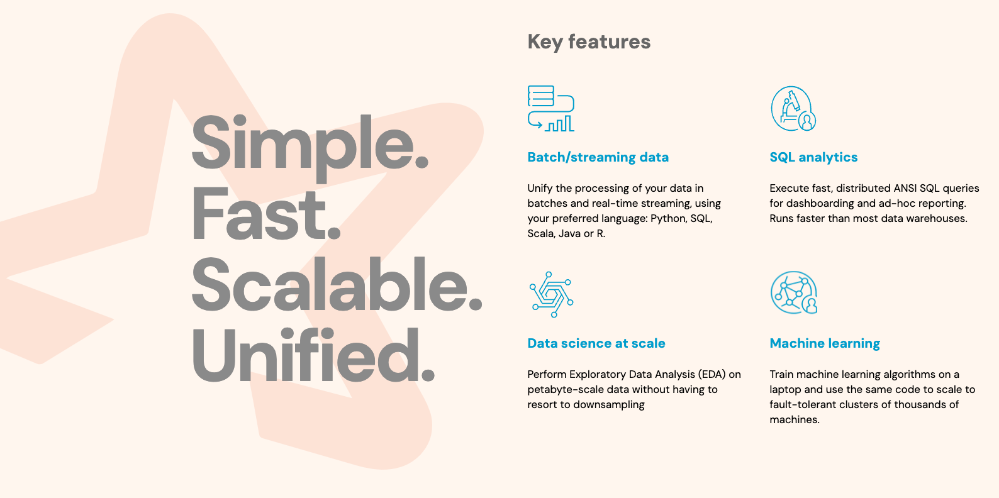 Simple.
Fast.
Scalable.
Unified.
Key features
Batch/streaming data
Unify the processing of your data in
batches and real-time streaming, using
your preferred language: Python, SQL,
Scala, Java or R.
SQL analytics
Execute fast, distributed ANSI SQL queries
for dashboarding and ad-hoc reporting.
Runs faster than most data warehouses.
Data science at scale
Perform Exploratory Data Analysis (EDA) on
petabyte-scale data without having to
resort to downsampling
Machine learning
Train machine learning algorithms on a
laptop and use the same code to scale to
fault-tolerant clusters of thousands of
machines.